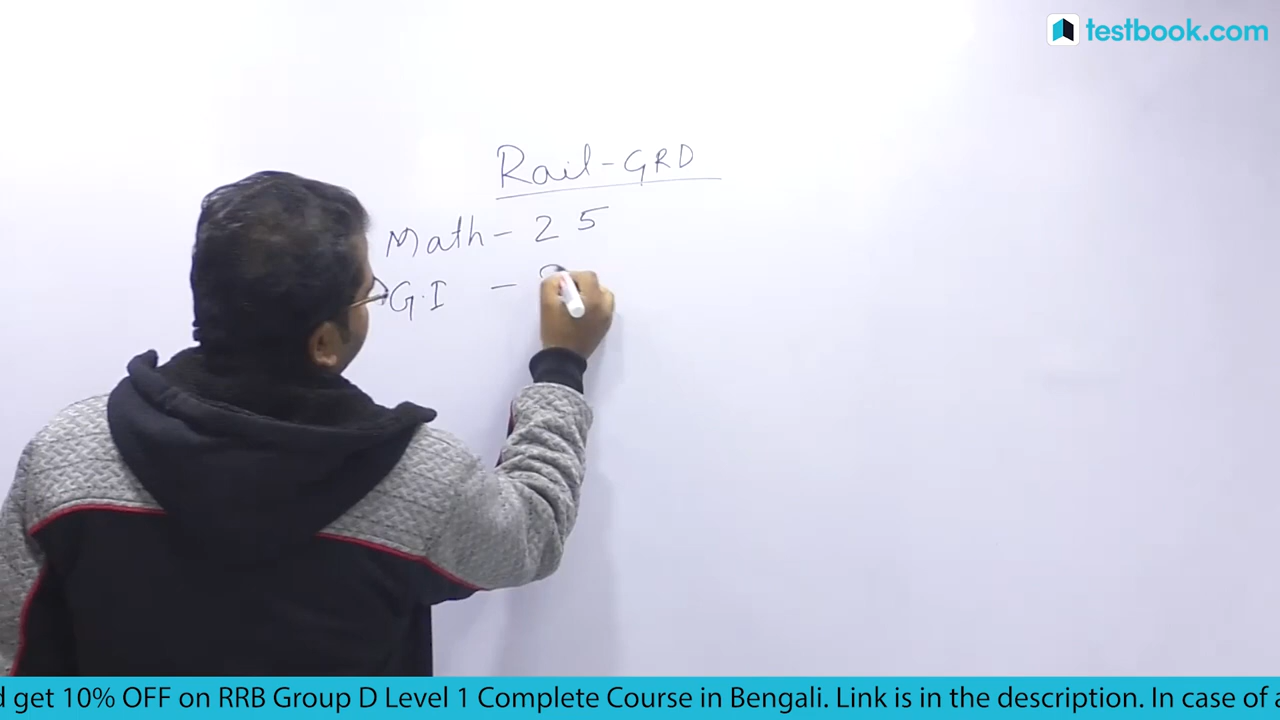 testbook.com
Rail-GRD
Math - 25
G.I -
d get 10% OFF on RRB Group D Level 1 Complete Course in Bengali. Link is in the description. In case of a